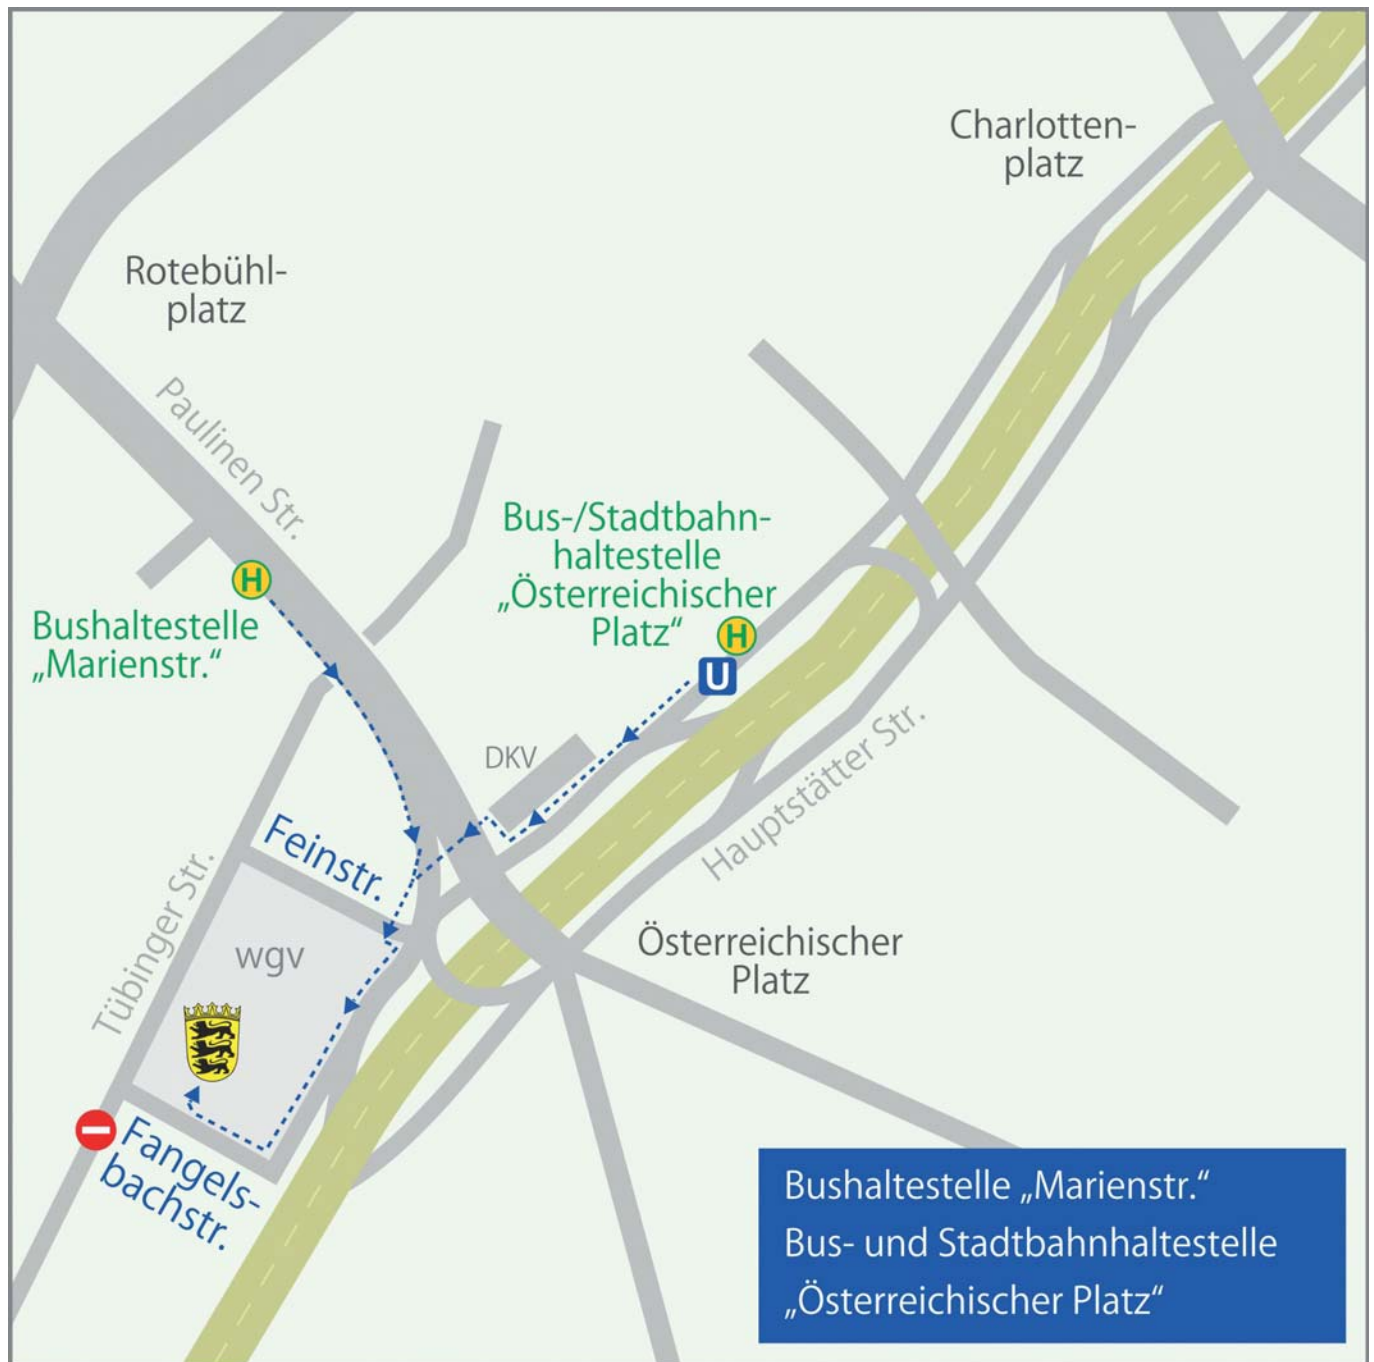 Charlotten-
platz
Rotebühl-
platz
Paulinen Str.
Bus-/Stadtbahn-
haltestelle
„Österreichischer
Platz“
H
H
U
Bushaltestelle
„Marienstr.“
DKV
Hauptstätter Str.
Feinstr.
Tübinger Str.
wgv
Österreichischer
Platz
Fangels-
bachstr.
Bushaltestelle „Marienstr.“
Bus- und Stadtbahnhaltestelle
„Österreichischer Platz“